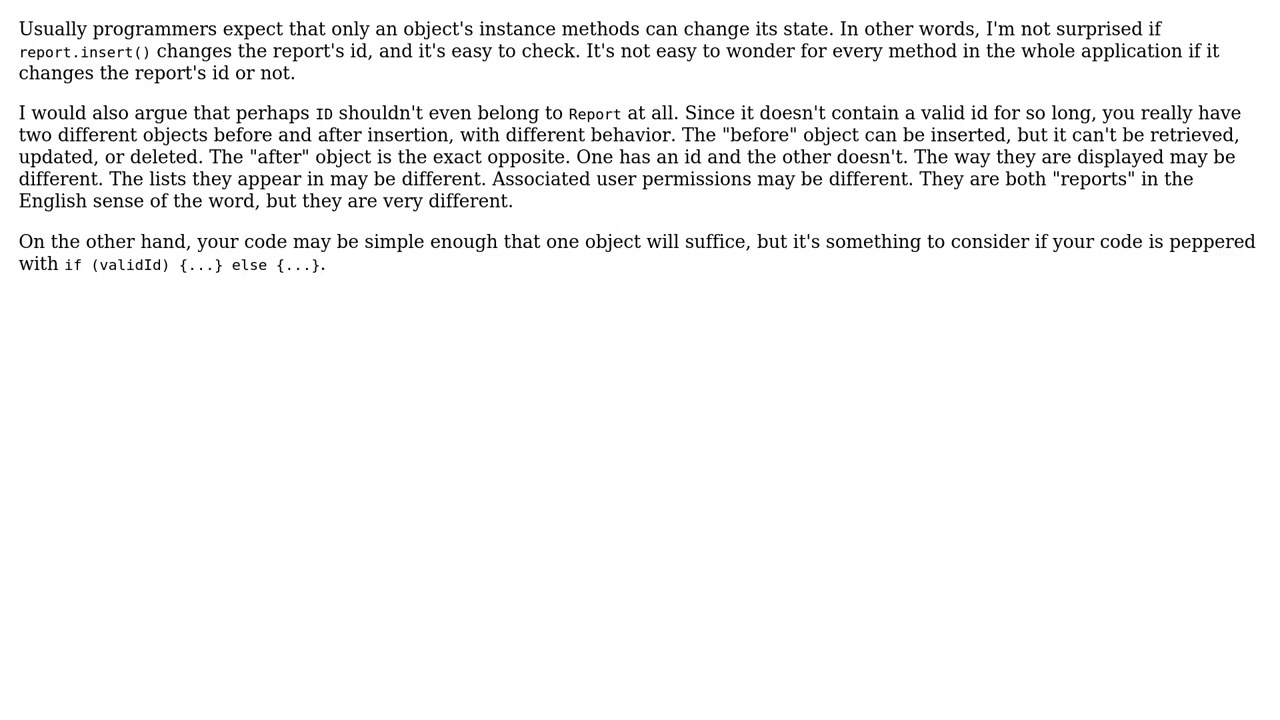 Usually programmers expect that only an object's instance methods can change its state. In other words, I'm not surprised if
report.insert() changes the report's id, and it's easy to check. It's not easy to wonder for every method in the whole application if it
changes the report's id or not.
I would also argue that perhaps ID shouldn't even belong to Report at all. Since it doesn't contain a valid id for so long, you really have
two different objects before and after insertion, with different behavior. The "before" object can be inserted, but it can't be retrieved,
updated, or deleted. The "after" object is the exact opposite. One has an id and the other doesn't. The way they are displayed may be
different. The lists they appear in may be different. Associated user permissions may be different. They are both "reports" in the
English sense of the word, but they are very different.
On the other hand, your code may be simple enough that one object will suffice, but it's something to consider if your code is peppered
with if (validId) {...} else {...}.